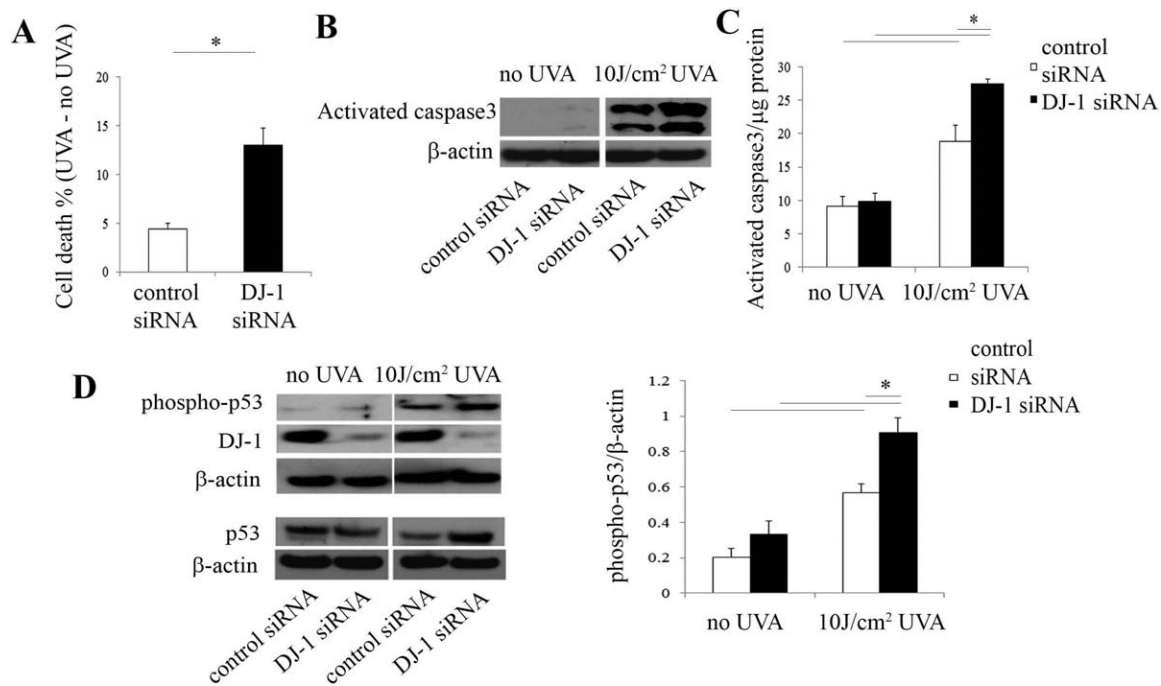 A
*
Cell death % (UVA - no UVA)
20
15
10
5
0
control
siRNA
DJ-1
siRNA
B
no UVA
10J/cm² UVA
Activated caspase3
β-actin
control siRNA
DJ-1 siRNA
control siRNA
DJ-1 siRNA
C
*
control
siRNA
DJ-1 siRNA
Activated caspase3/µg protein
30
25
20
15
10
5
0
no UVA
10J/cm² UVA
D
no UVA
10J/cm² UVA
phospho-p53
DJ-1
β-actin
p53
β-actin
control siRNA
DJ-1 siRNA
control siRNA
DJ-1 siRNA
control
siRNA
DJ-1 siRNA
*
phospho-p53/β-actin
1.2
1
0.8
0.6
0.4
0.2
0
no UVA
10J/cm² UVA